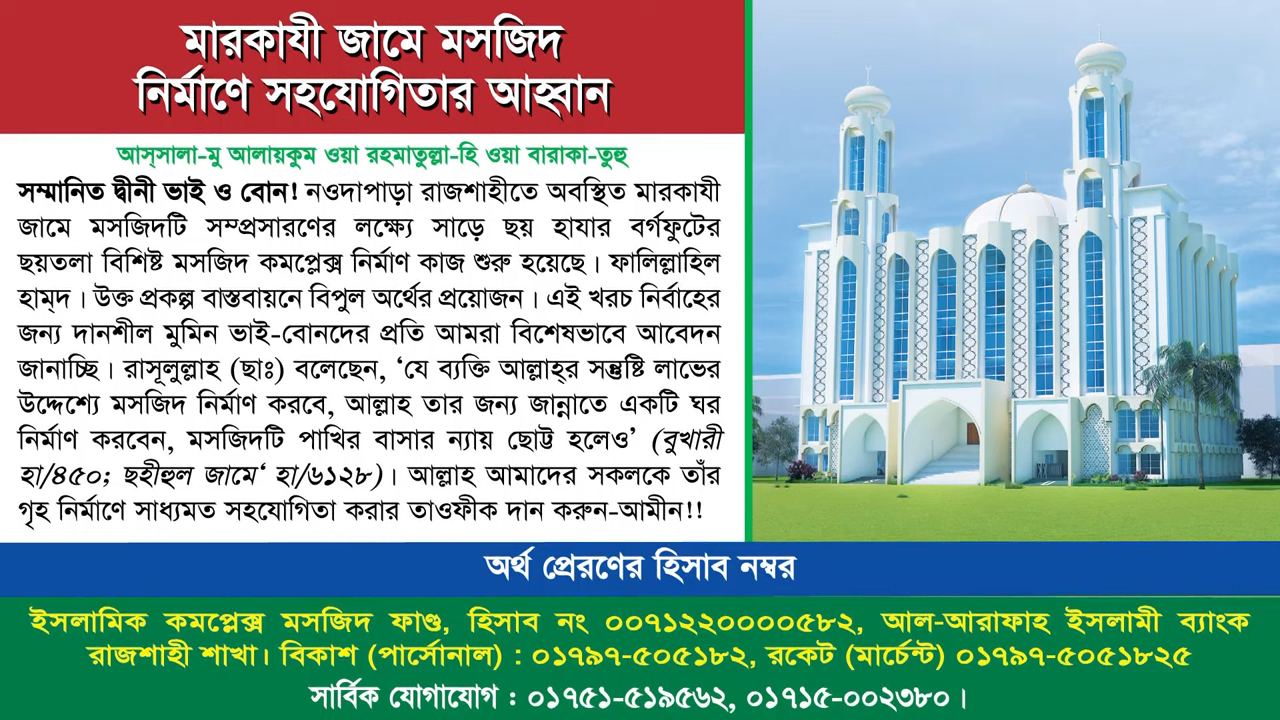 মারকাযী জামে মসজিদ
নির্মাণে সহযোগিতার আহ্বান
আস্সালা-মু আলায়কুম ওয়া রহমাতুল্লা-হি ওয়া বারাকা-তুহু
সম্মানিত দ্বীনী ভাই ও বোন! নওদাপাড়া রাজশাহীতে অবস্থিত মারকাযী
জামে মসজিদটি সম্প্রসারণের লক্ষ্যে সাড়ে ছয় হাযার বর্গফুটের
ছয়তলা বিশিষ্ট মসজিদ কমপ্লেক্স নির্মাণ কাজ শুরু হয়েছে। ফালিল্লাহিল
হাম্দ। উক্ত প্রকল্প বাস্তবায়নে বিপুল অর্থের প্রয়োজন। এই খরচ নির্বাহের
জন্য দানশীল মুমিন ভাই-বোনদের প্রতি আমরা বিশেষভাবে আবেদন
জানাচ্ছি। রাসূলুল্লাহ (ছাঃ) বলেছেন, ‘যে ব্যক্তি আল্লাহ্‌র সন্তুষ্টি লাভের
উদ্দেশ্যে মসজিদ নির্মাণ করবে, আল্লাহ তার জন্য জান্নাতে একটি ঘর
নির্মাণ করবেন, মসজিদটি পাখির বাসার ন্যায় ছোট্ট হলেও’ (বুখারী
হা/৪৫০; ছহীহুল জামে‘ হা/৬১২৮)। আল্লাহ আমাদের সকলকে তাঁর
গৃহ নির্মাণে সাধ্যমত সহযোগিতা করার তাওফীক দান করুন-আমীন!!
অর্থ প্রেরণের হিসাব নম্বর
ইসলামিক কমপ্লেক্স মসজিদ ফাণ্ড, হিসাব নং ০০৭১২২০০০০৫৮২, আল-আরাফাহ ইসলামী ব্যাংক
রাজশাহী শাখা। বিকাশ (পার্সোনাল) : ০১৭৯৭-৫০৫১৮২, রকেট (মার্চেন্ট) ০১৭৯৭-৫০৫১৮২৫
সার্বিক যোগাযোগ : ০১৭৫১-৫১৯৫৬২, ০১৭১৫-০০২৩৮০।